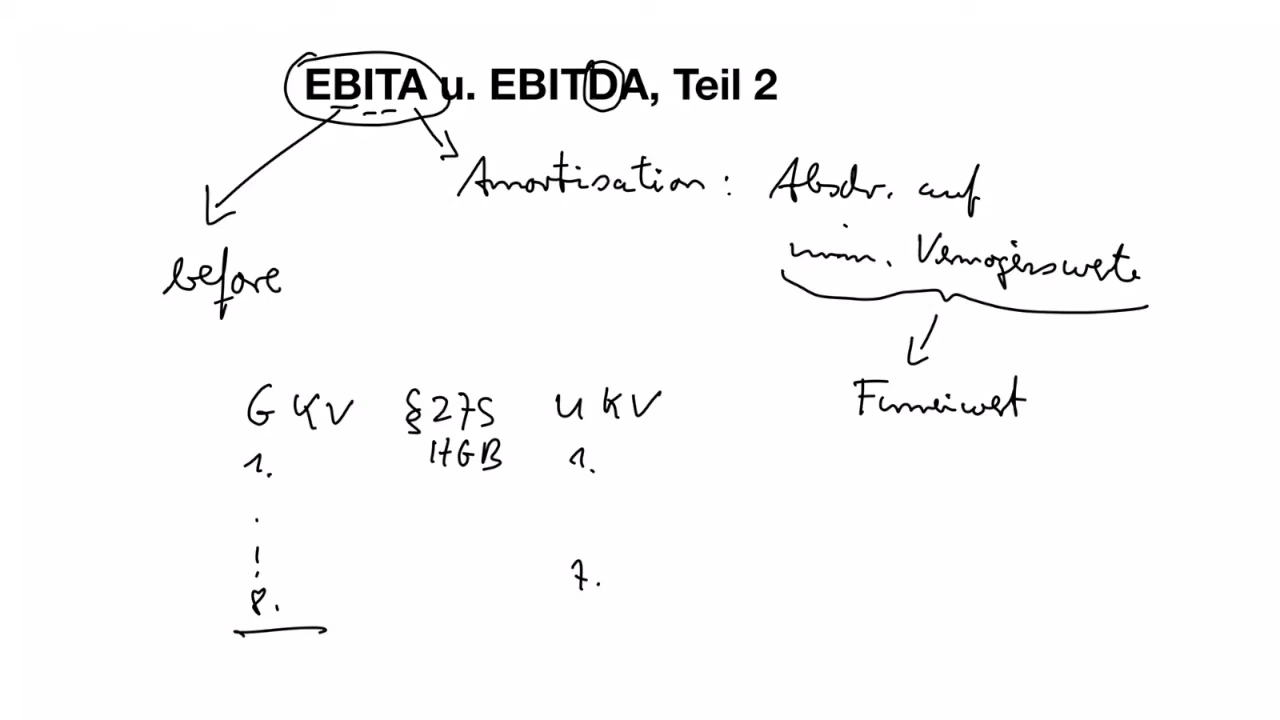 EBITA u. EBITDA, Teil 2
Amortisation : Abschr. auf
imm. Vermögenswerte
before
Firmenwert
GKV §275 UKV
HGB
1. 1.
7.
8.